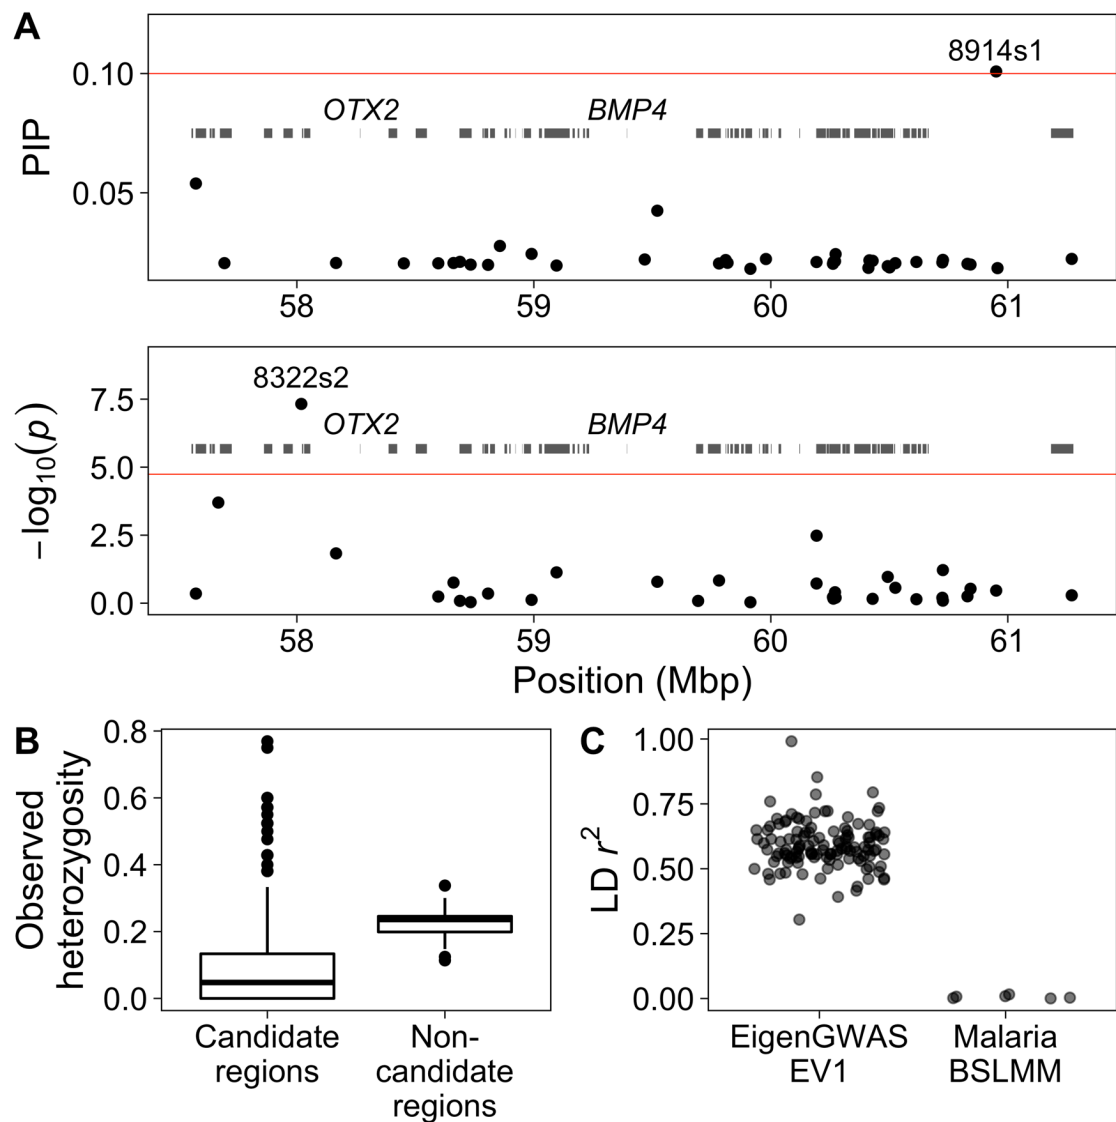 A
8914s1
PIP
0.10
0.05
OTX2
BMP4
58
59
60
61
8322s2
−log₁₀(p)
7.5
5.0
2.5
0.0
OTX2
BMP4
58
59
60
61
Position (Mbp)
B
Observed
heterozygosity
0.8
0.6
0.4
0.2
0.0
Candidate
regions
Non-
candidate
regions
C
LD r²
1.00
0.75
0.50
0.25
0.00
EigenGWAS
EV1
Malaria
BSLMM